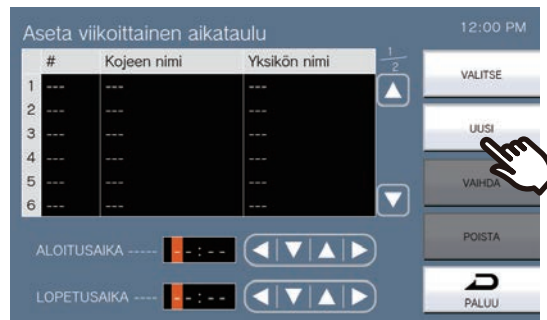 Aseta viikoittainen aikataulu
12:00 PM
# Kojeen nimi Yksikön nimi
1/2
1 --- --- ---
2 --- --- ---
3 --- --- ---
4 --- --- ---
5 --- --- ---
6 --- --- ---
ALOITUSAIKA ----- --:--
LOPETUSAIKA ---- --:--
VALITSE
UUSI
VAIHDA
POISTA
PALUU